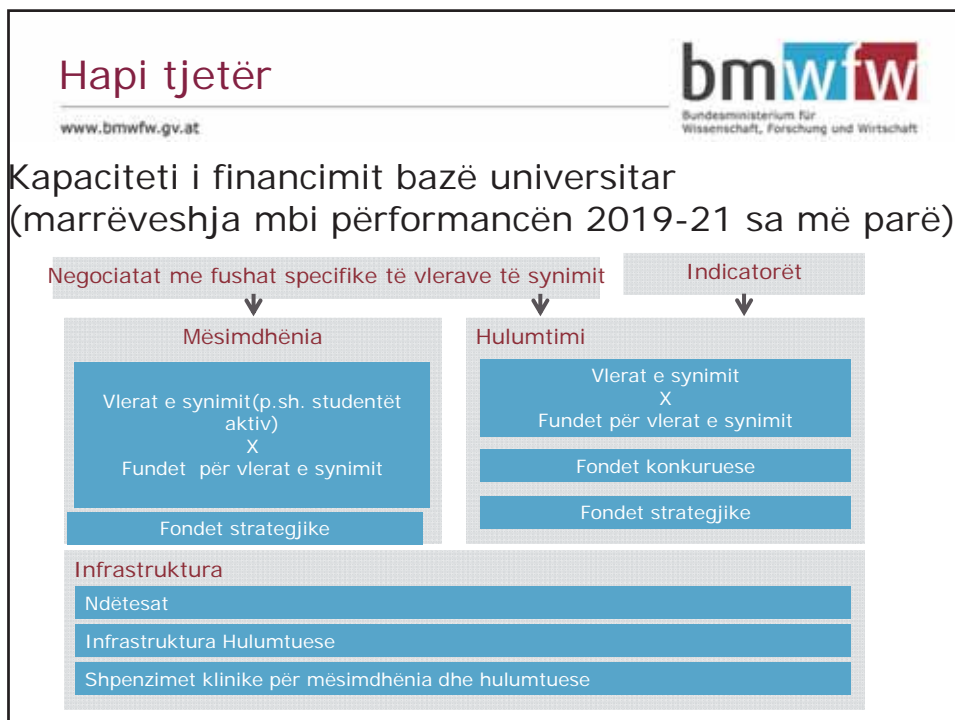 Hapi tjetër
www.bmwfw.gv.at
bmwfw
Bundesministerium für
Wissenschaft, Forschung und Wirtschaft
Kapaciteti i financimit bazë universitar
(marrëveshja mbi përformancën 2019-21 sa më parë)
Negociatat me fushat specifike të vlerave të synimit
Indicatorët
Mësimdhënia
Vlerat e synimit(p.sh. studentët
aktiv)
X
Fundet për vlerat e synimit
Fondet strategjike
Hulumtimi
Vlerat e synimit
X
Fundet për vlerat e synimit
Fondet konkuruese
Fondet strategjike
Infrastruktura
Ndëtesat
Infrastruktura Hulumtuese
Shpenzimet klinike për mësimdhënia dhe hulumtuese